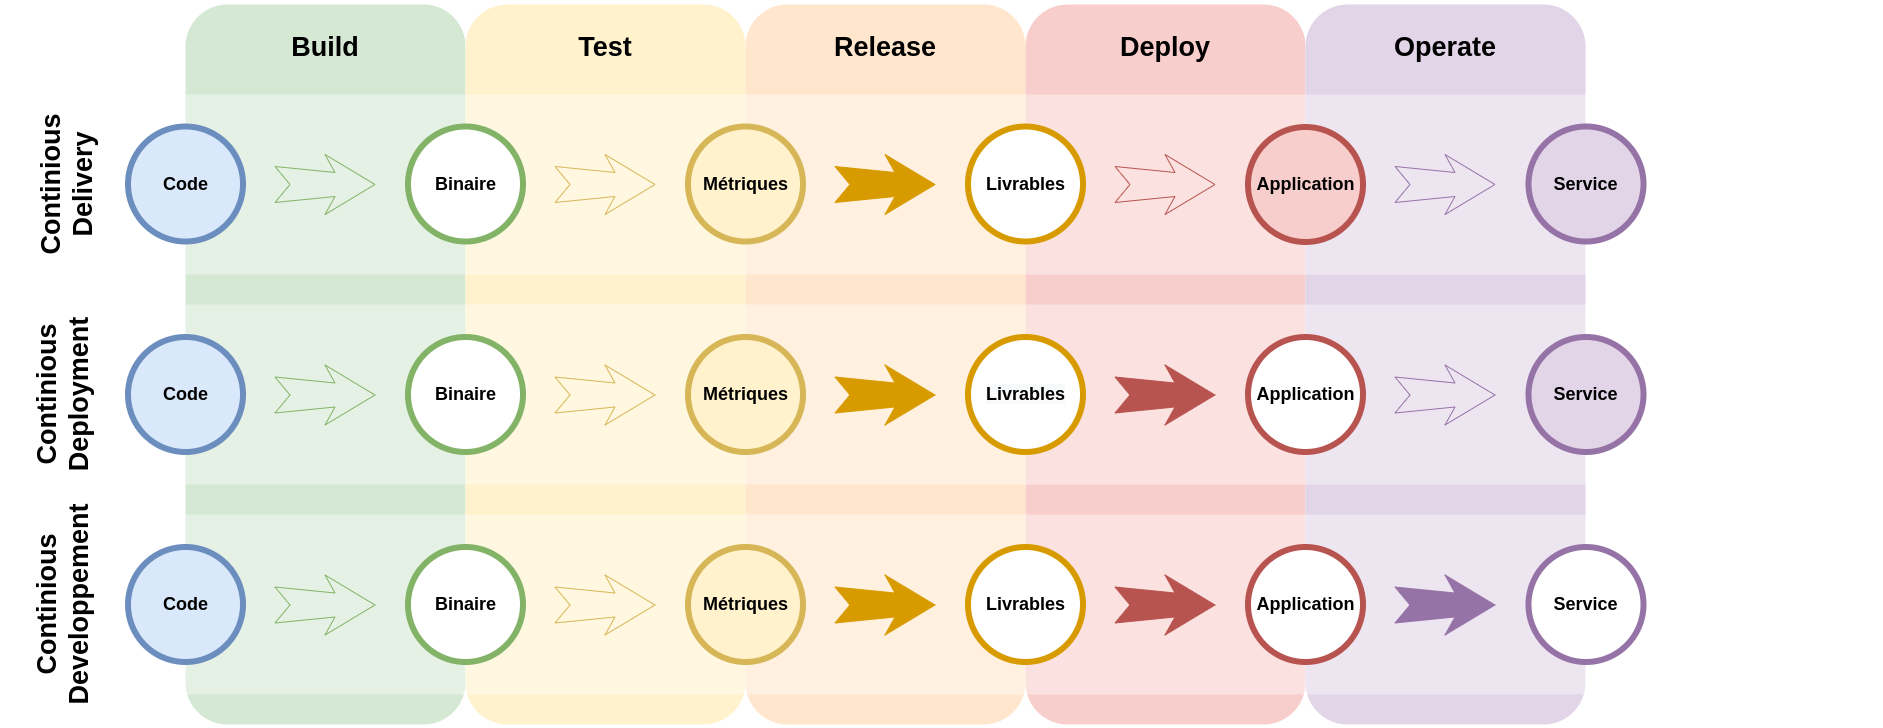 Build
Test
Release
Deploy
Operate
Continious
Delivery
Code
Binaire
Métriques
Livrables
Application
Service
Continious
Deployment
Code
Binaire
Métriques
Livrables
Application
Service
Continious
Developpement
Code
Binaire
Métriques
Livrables
Application
Service